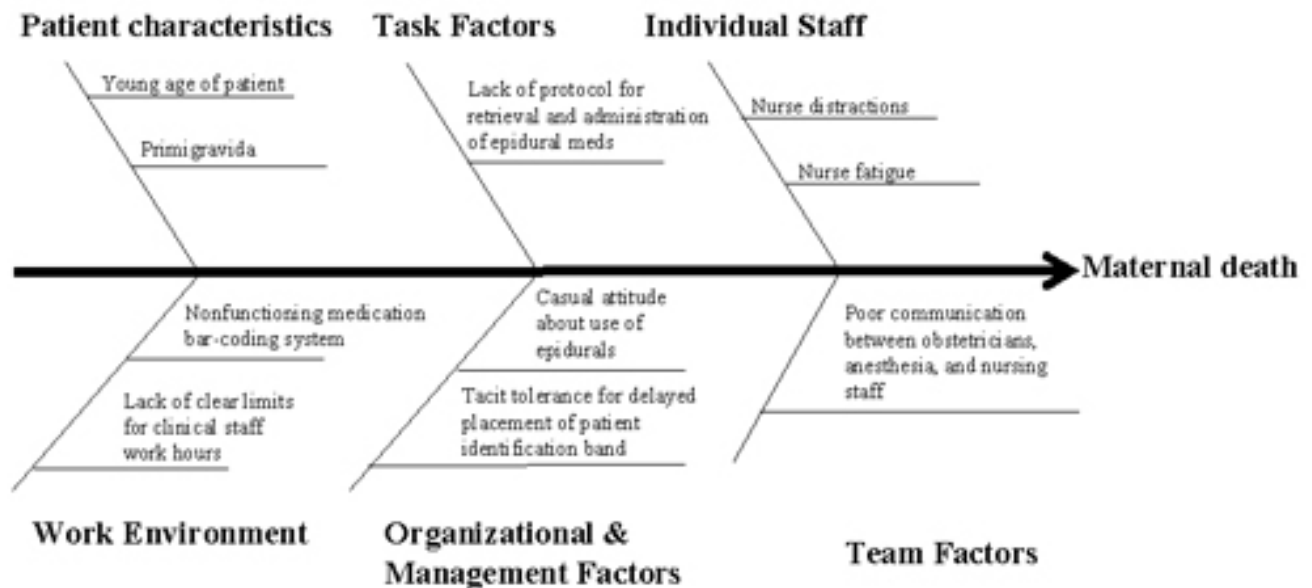 Patient characteristics
Task Factors
Individual Staff
Young age of patient
Primigravida
Lack of protocol for
retrieval and administration
of epidural meds
Nurse distractions
Nurse fatigue
Maternal death
Nonfunctioning medication
bar-coding system
Lack of clear limits
for clinical staff
work hours
Casual attitude
about use of
epidurals
Tacit tolerance for delayed
placement of patient
identification band
Poor communication
between obstetricians,
anesthesia, and nursing
staff
Work Environment
Organizational &
Management Factors
Team Factors